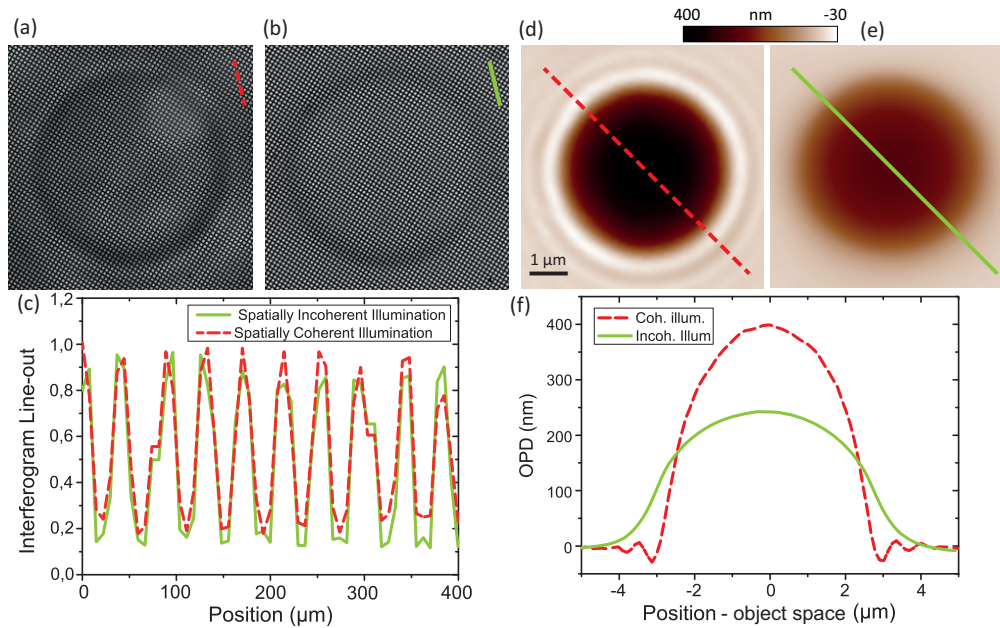 (a)
(b)
(d)
400 nm -30
(e)
1 µm
(c)
1,2
1,0
0,8
0,6
0,4
0,2
0,0
Interferogram Line-out
Spatially Incoherent Illumination
Spatially Coherent Illumination
0 100 200 300 400
Position (µm)
(f)
400
300
200
100
0
OPD (nm)
Coh. illum.
Incoh. Illum
-4 -2 0 2 4
Position - object space (µm)